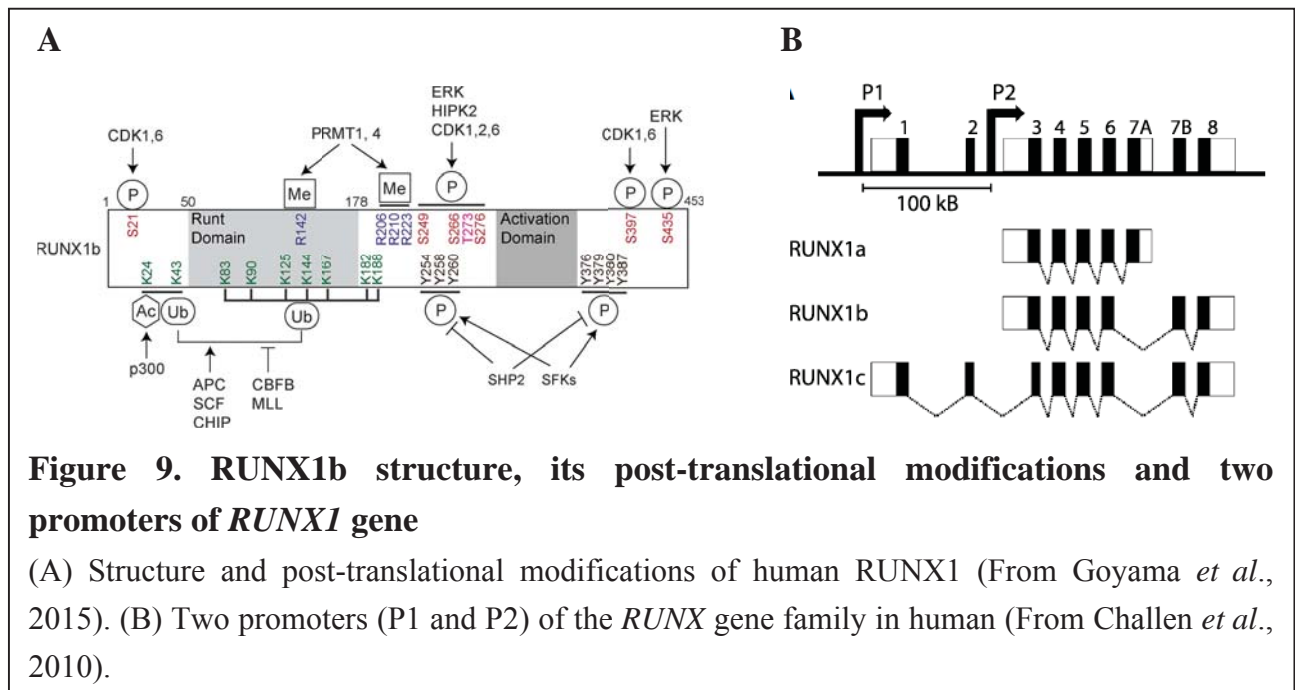 A
B
ERK
HIPK2
CDK1,2,6
ERK
CDK1,6
PRMT1, 4
CDK1,6
P
Me
Me
P
P
P
1
50
178
453
RUNX1b
S21
Runt
Domain
R142
R206
R210
R223
S249
S266
T273
S276
Activation
Domain
S397
S435
K24
K43
K83
K90
K125
K144
K167
K182
K188
Y254
Y258
Y260
Y376
Y379
Y380
Y387
Ac
Ub
Ub
P
P
p300
APC
SCF
CHIP
CBFB
MLL
SHP2
SFKs
P1
P2
1
2
3
4
5
6
7A
7B
8
100 kB
RUNX1a
RUNX1b
RUNX1c
Figure 9. RUNX1b structure, its post-translational modifications and two
promoters of RUNX1 gene
(A) Structure and post-translational modifications of human RUNX1 (From Goyama et al.,
2015). (B) Two promoters (P1 and P2) of the RUNX gene family in human (From Challen et al.,
2010).